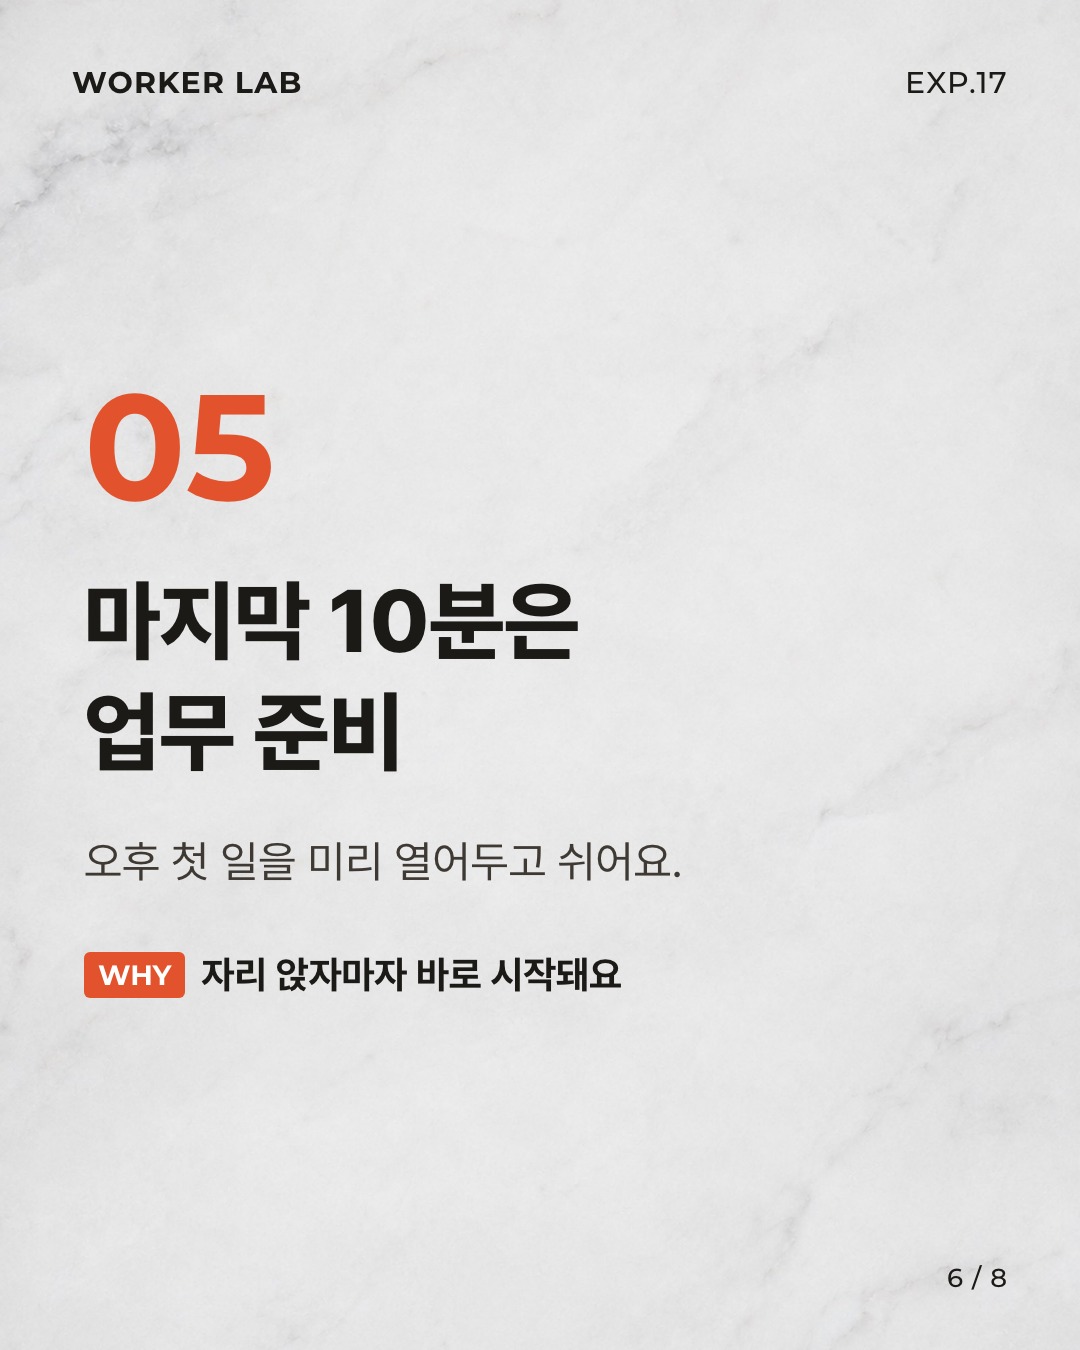 WORKER LAB
EXP.17
05
마지막 10분은
업무 준비
오후 첫 일을 미리 열어두고 쉬어요.
WHY 자리 앉자마자 바로 시작돼요
6 / 8